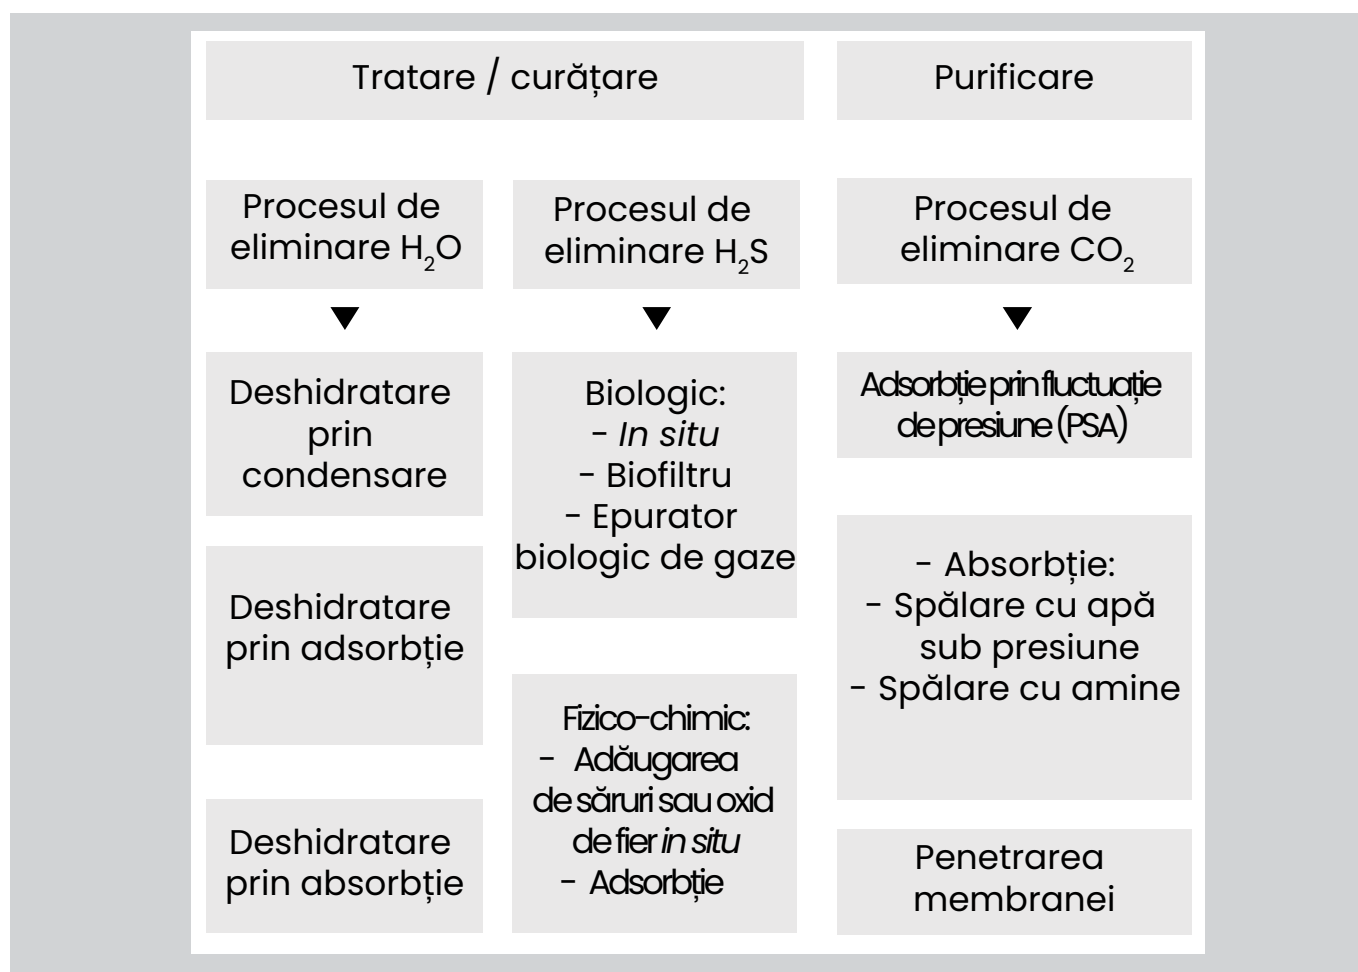 Tratare / curățare
Purificare
Procesul de
eliminare H₂O
Procesul de
eliminare H₂S
Procesul de
eliminare CO₂
Deshidratare
prin
condensare
Deshidratare
prin adsorbție
Deshidratare
prin absorbție
Biologic:
- In situ
- Biofiltru
- Epurator
biologic de gaze
Fizico-chimic:
- Adăugarea
de săruri sau oxid
de fier in situ
- Adsorbție
Adsorbție prin fluctuație
de presiune (PSA)
- Absorbție:
- Spălare cu apă
sub presiune
- Spălare cu amine
Penetrarea
membranei